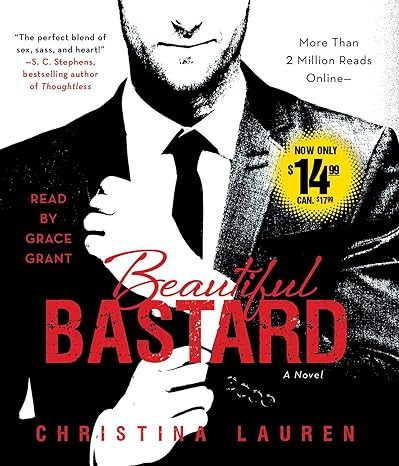 "The perfect blend of
sex, sass, and heart!"
—S. C. Stephens,
bestselling author
of Thoughtless
More Than
2 Million Reads
Online—
NOW ONLY
$14.99
CAN. $17.99
READ
BY
GRACE
GRANT
Beautiful
BASTARD
A Novel
CHRISTINA LAUREN